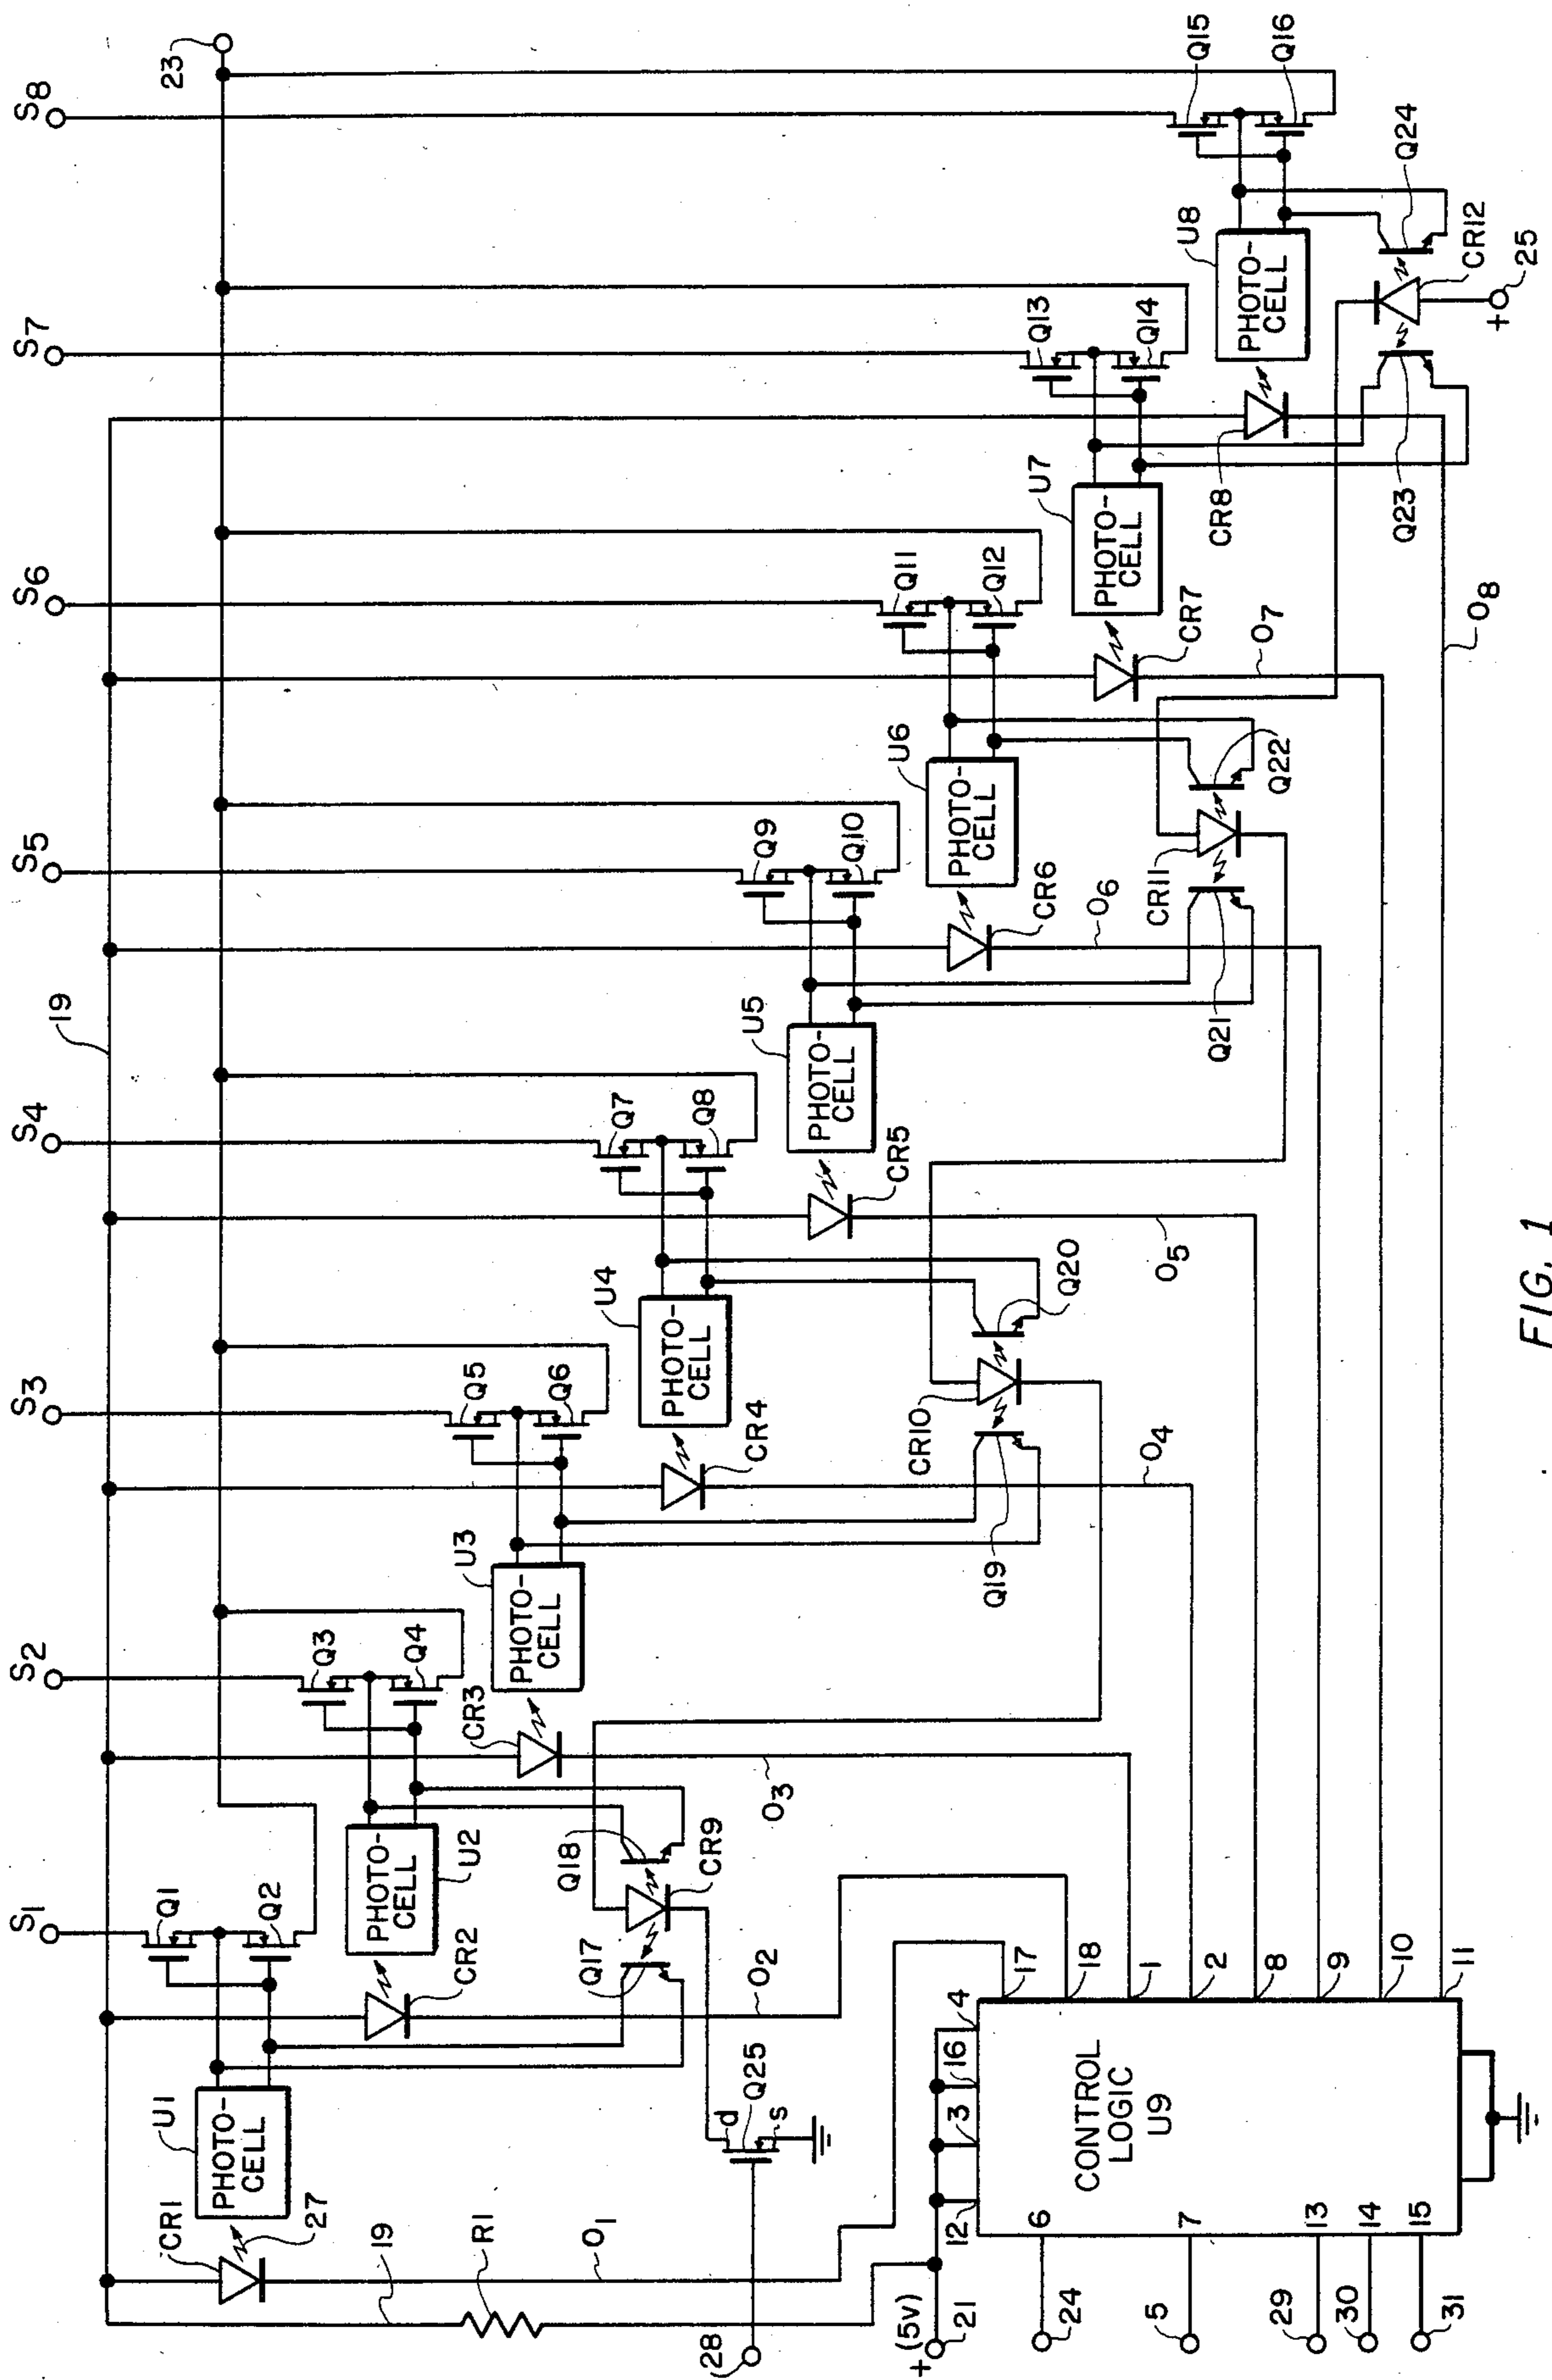 S1
S2
S3
S4
S5
S6
S7
S8
23
19
CR1
27
U1
PHOTO-
CELL
Q1
Q2
CR2
PHOTO-
CELL
U2
Q3
Q4
CR3
U3
PHOTO-
CELL
Q5
Q6
CR4
U4
PHOTO-
CELL
Q7
Q8
CR5
U5
PHOTO-
CELL
Q9
Q10
CR6
U6
PHOTO-
CELL
Q11
Q12
CR7
U7
PHOTO-
CELL
Q13
Q14
CR8
U8
PHOTO-
CELL
Q15
Q16
19
R1
O1
O2
O3
O4
O5
O6
O7
O8
Q17
Q18
CR9
Q19
CR10
Q20
Q21
CR11
Q22
Q23
Q24
CR12
+
25
28
d
Q25
s
+ (5V)
21
12
3
16
4
24
6
5
7
29
13
30
14
31
15
CONTROL
LOGIC
U9
17
18
1
2
8
9
10
11
FIG. 1